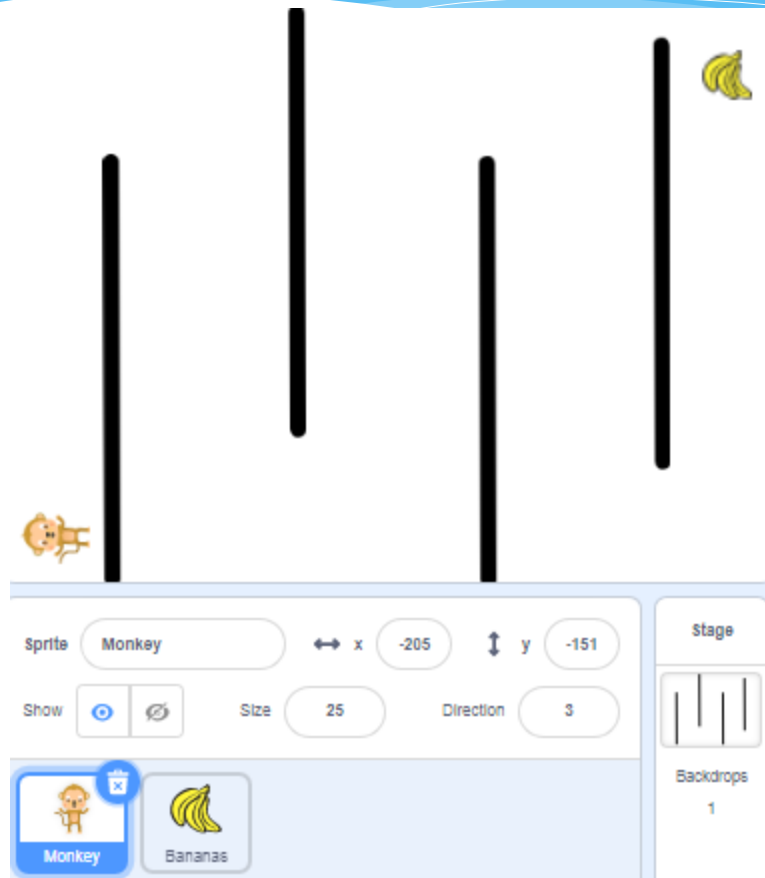 Sprite Monkey x -205 y -151
Show Size 25 Direction 3
Stage
Backdrops
1
Monkey
Bananas